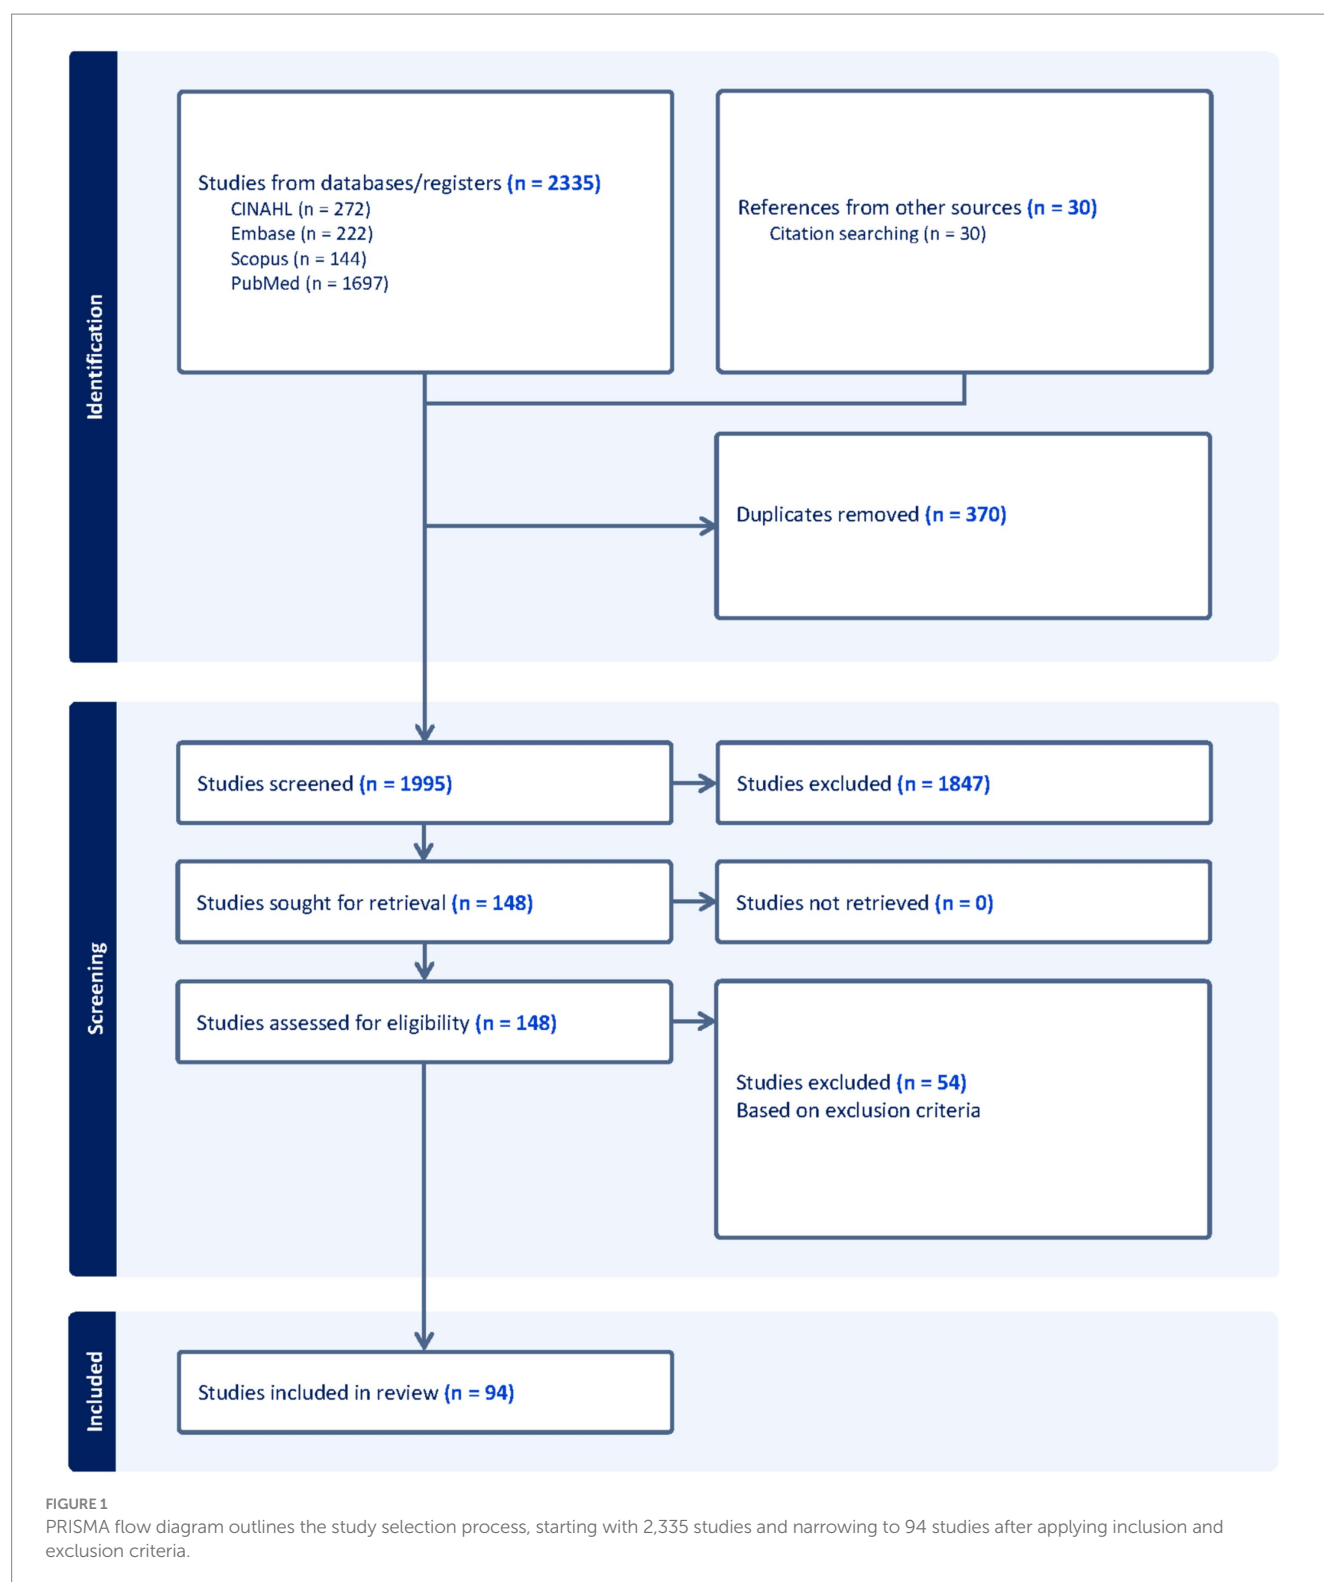 Identification
Studies from databases/registers (n = 2335)
CINAHL (n = 272)
Embase (n = 222)
Scopus (n = 144)
PubMed (n = 1697)
References from other sources (n = 30)
Citation searching (n = 30)
Duplicates removed (n = 370)
Screening
Studies screened (n = 1995)
Studies excluded (n = 1847)
Studies sought for retrieval (n = 148)
Studies not retrieved (n = 0)
Studies assessed for eligibility (n = 148)
Studies excluded (n = 54)
Based on exclusion criteria
Included
Studies included in review (n = 94)
FIGURE 1
PRISMA flow diagram outlines the study selection process, starting with 2,335 studies and narrowing to 94 studies after applying inclusion and
exclusion criteria.